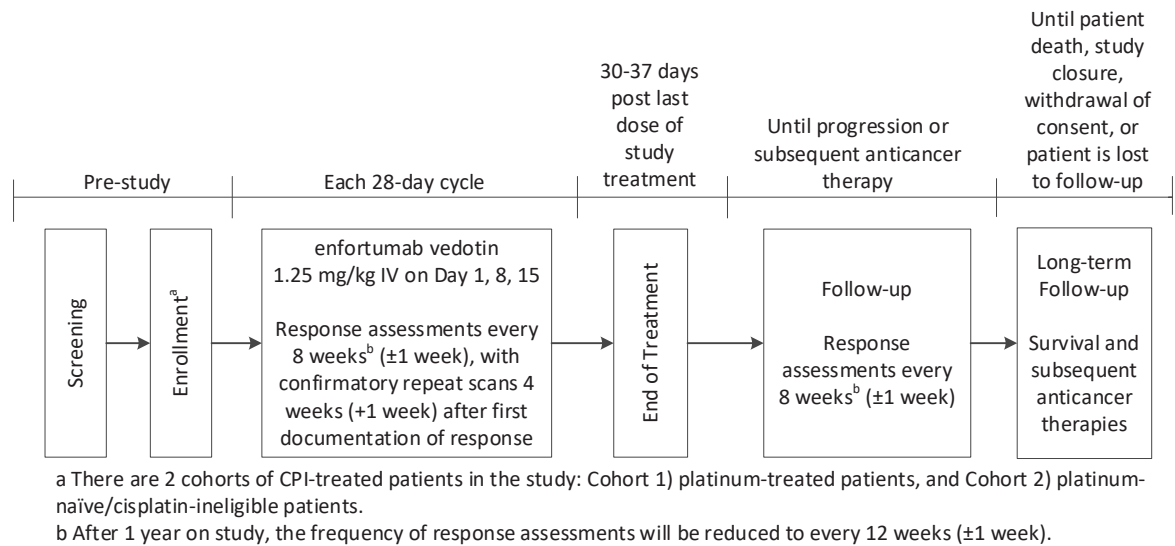 Pre-study
Each 28-day cycle
30-37 days
post last
dose of
study
treatment
Until progression or
subsequent anticancer
therapy
Until patient
death, study
closure,
withdrawal of
consent, or
patient is lost
to follow-up
Screening
Enrollmentª
enfortumab vedotin
1.25 mg/kg IV on Day 1, 8, 15
Response assessments every
8 weeksᵇ (±1 week), with
confirmatory repeat scans 4
weeks (+1 week) after first
documentation of response
End of Treatment
Follow-up
Response
assessments every
8 weeksᵇ (±1 week)
Long-term
Follow-up
Survival and
subsequent
anticancer
therapies
a There are 2 cohorts of CPI-treated patients in the study: Cohort 1) platinum-treated patients, and Cohort 2) platinum-
naïve/cisplatin-ineligible patients.
b After 1 year on study, the frequency of response assessments will be reduced to every 12 weeks (±1 week).